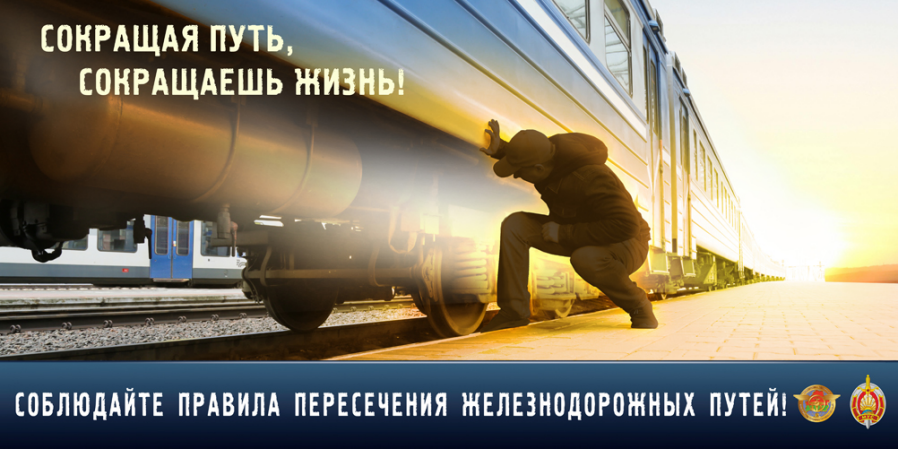 СОКРАЩАЯ ПУТЬ,
СОКРАЩАЕШЬ ЖИЗНЬ!
СОБЛЮДАЙТЕ ПРАВИЛА ПЕРЕСЕЧЕНИЯ ЖЕЛЕЗНОДОРОЖНЫХ ПУТЕЙ!